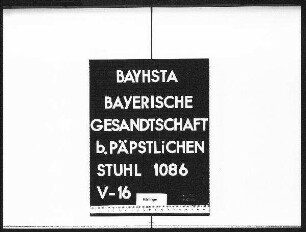 BAYHSTA
BAYERISCHE
GESANDTSCHAFT
b. PÄPSTLiCHEN
STUHL 1086
V-16